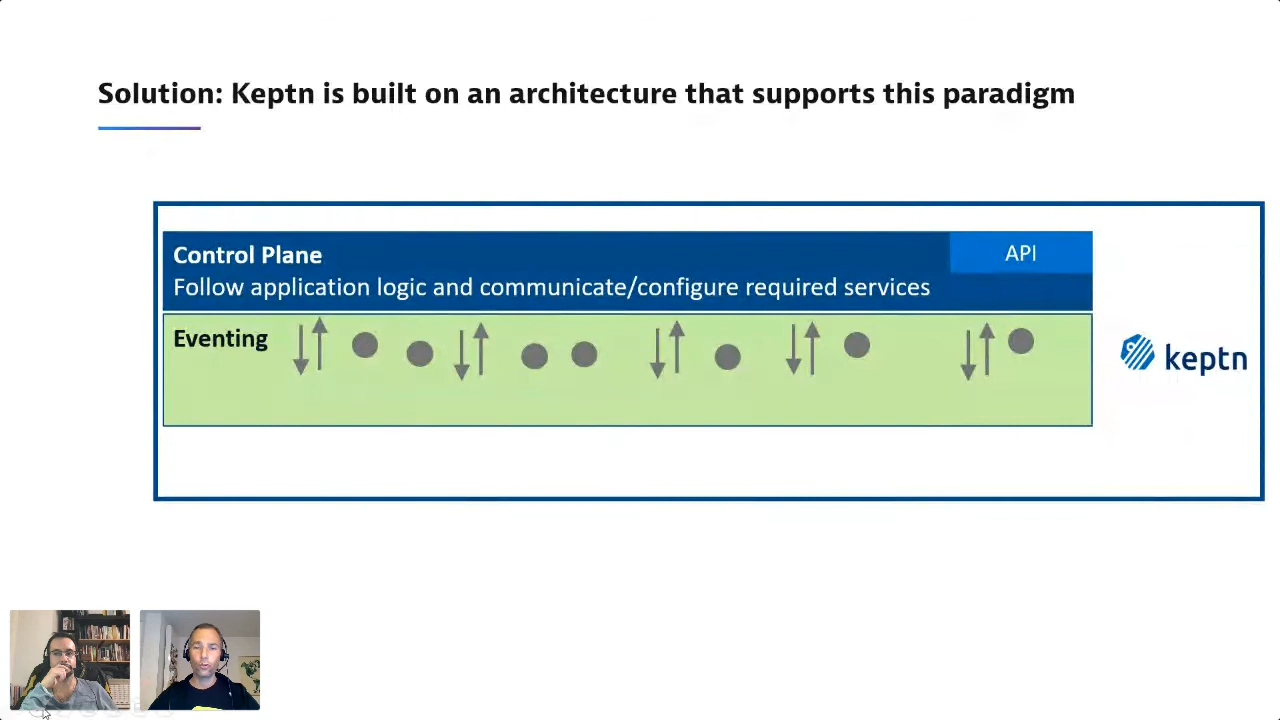 Solution: Keptn is built on an architecture that supports this paradigm
Control Plane
API
Follow application logic and communicate/configure required services
Eventing
keptn